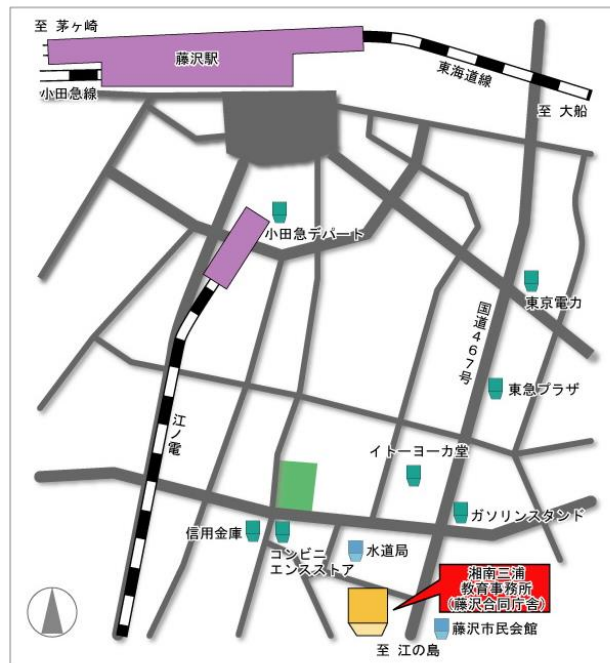 至 茅ヶ崎
藤沢駅
東海道線
小田急線
至 大船
小田急デパート
東京電力
国道467号
東急プラザ
江ノ電
イトーヨーカ堂
ガソリンスタンド
信用金庫
コンビニ
エンスストア
水道局
湘南三浦
教育事務所
(藤沢合同庁舎)
藤沢市民会館
至 江の島